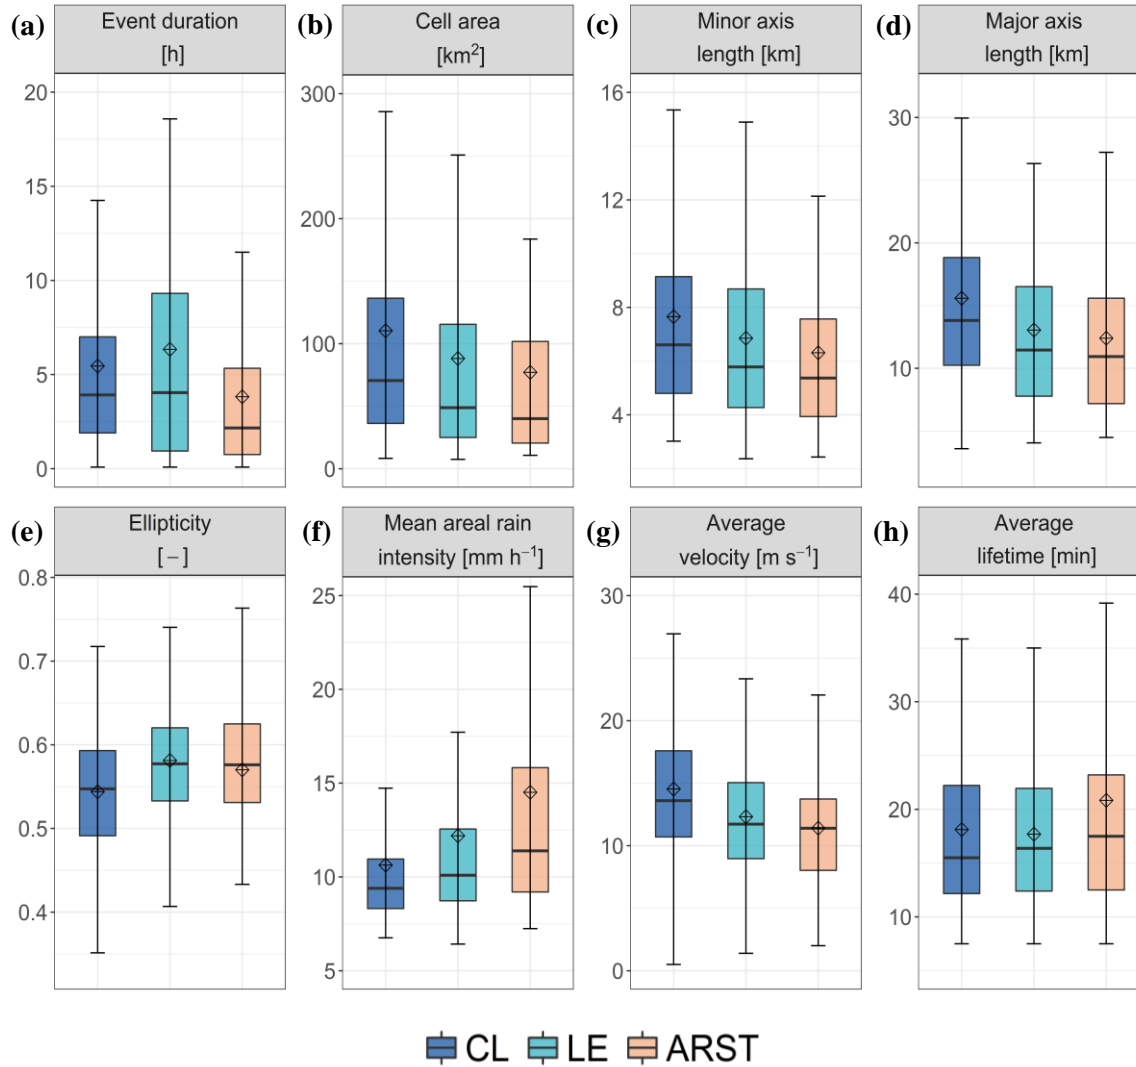 (a) Event duration
[h]
20
15
10
5
0
(b) Cell area
[km²]
300
200
100
0
(c) Minor axis
length [km]
16
12
8
4
(d) Major axis
length [km]
30
20
10
(e) Ellipticity
[−]
0.8
0.7
0.6
0.5
0.4
(f) Mean areal rain
intensity [mm h⁻¹]
25
20
15
10
5
(g) Average
velocity [m s⁻¹]
30
20
10
0
(h) Average
lifetime [min]
40
30
20
10
CL LE ARST